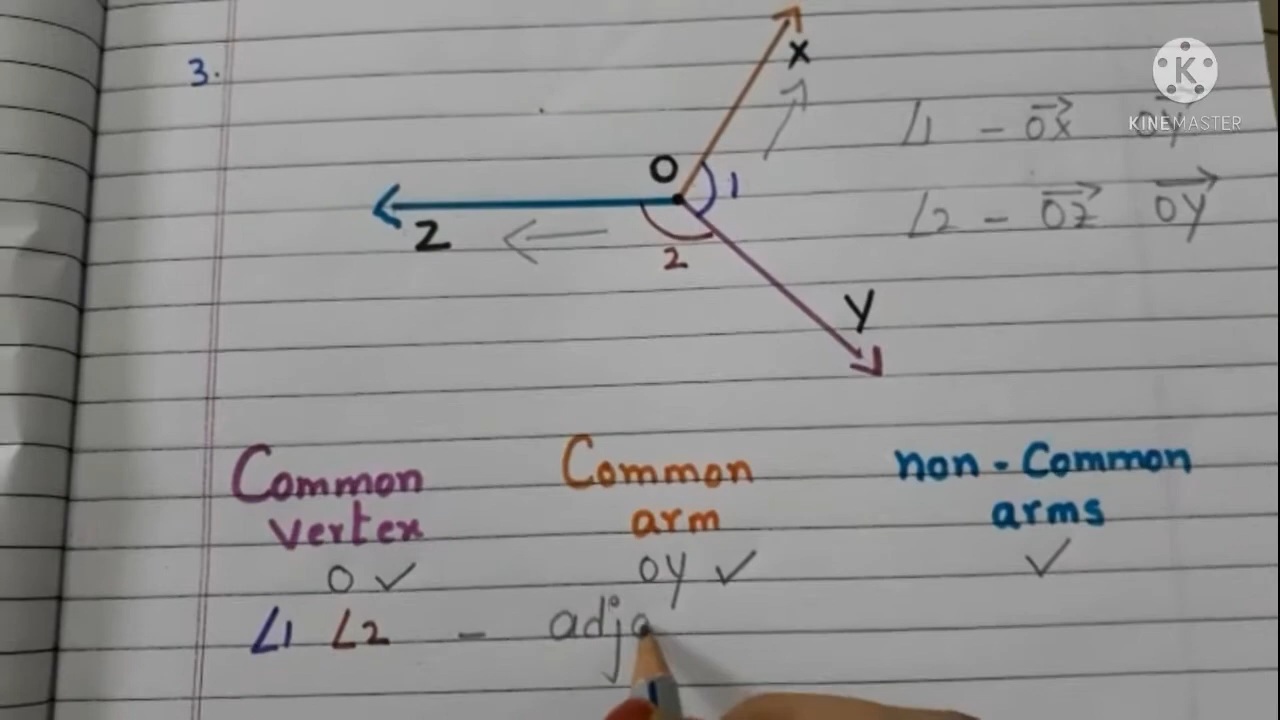 3.
X
∠1 - OX OY
KINEMASTER
O
1
∠2 - OZ OY
Z
2
Y
Common vertex
Common arm
non-Common arms
O ✓
OY ✓
✓
∠1 ∠2 - adja